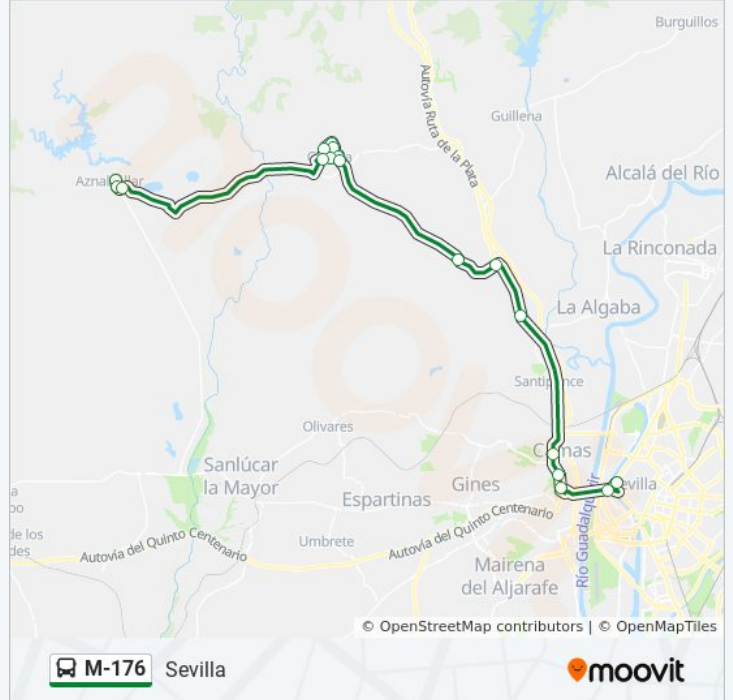 Burguillos
Autovía Ruta de la Plata
Guillena
Alcalá del Río
La Rinconada
La Algaba
Santiponce
Olivares
Camas
Sanlúcar
la Mayor
Gines
Sevilla
Espartinas
Río Guadalquivir
Autovía del Quinto Centenario
Autovía del Quinto Centenario
Umbrete
Mairena
del Aljarafe
© OpenStreetMap contributors | © OpenMapTiles
M-176 Sevilla
moovit